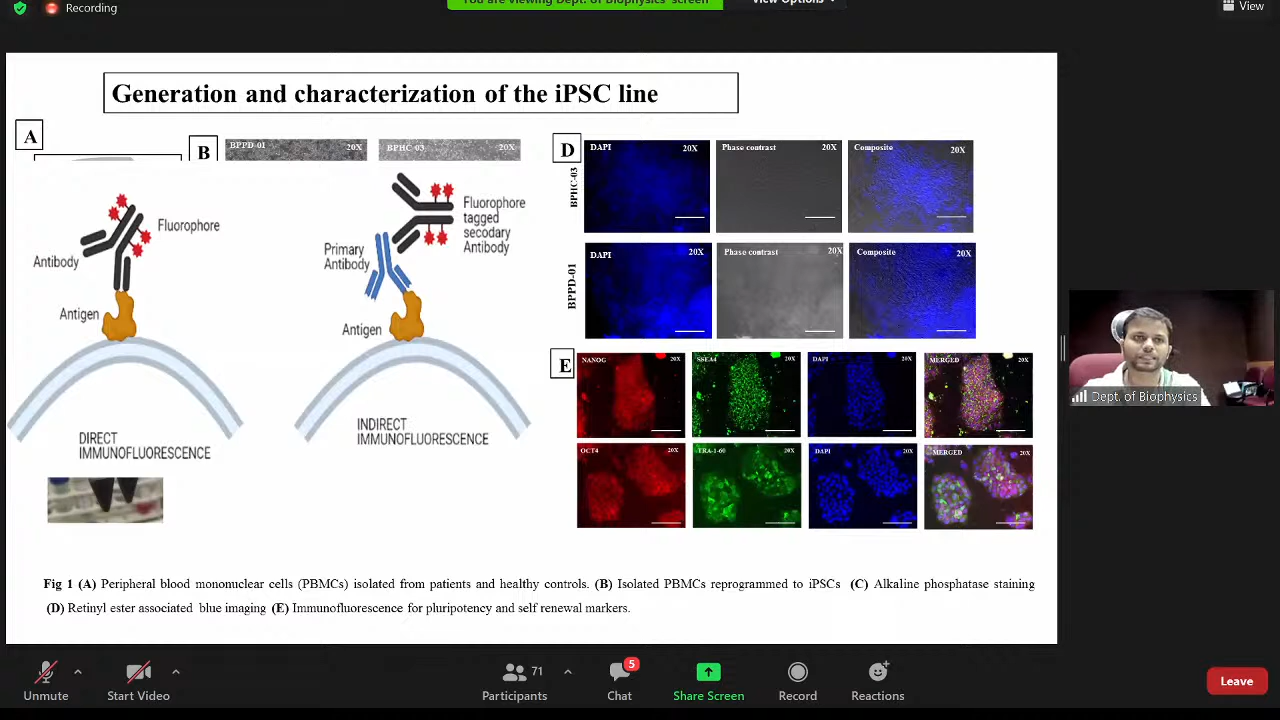 Recording
You are viewing Dept. of Biophysics' screen
View Options
View
Generation and characterization of the iPSC line
A
B
BPPD-01
20X
BPHC-03
20X
D
BPHC-03
DAPI
20X
Phase contrast
20X
Composite
20X
BPPD-01
DAPI
20X
Phase contrast
20X
Composite
20X
Fluorophore
Antibody
Antigen
DIRECT
IMMUNOFLUORESCENCE
Fluorophore
tagged
secodary
Antibody
Primary
Antibody
Antigen
INDIRECT
IMMUNOFLUORESCENCE
E
NANOG
20X
SSEA4
20X
DAPI
20X
MERGED
20X
OCT4
20X
TRA-1-60
20X
DAPI
20X
MERGED
20X
Fig 1 (A) Peripheral blood mononuclear cells (PBMCs) isolated from patients and healthy controls. (B) Isolated PBMCs reprogrammed to iPSCs (C) Alkaline phosphatase staining
(D) Retinyl ester associated blue imaging (E) Immunofluorescence for pluripotency and self renewal markers.
Dept. of Biophysics
Unmute
Start Video
71
Participants
5
Chat
Share Screen
Record
Reactions
Leave